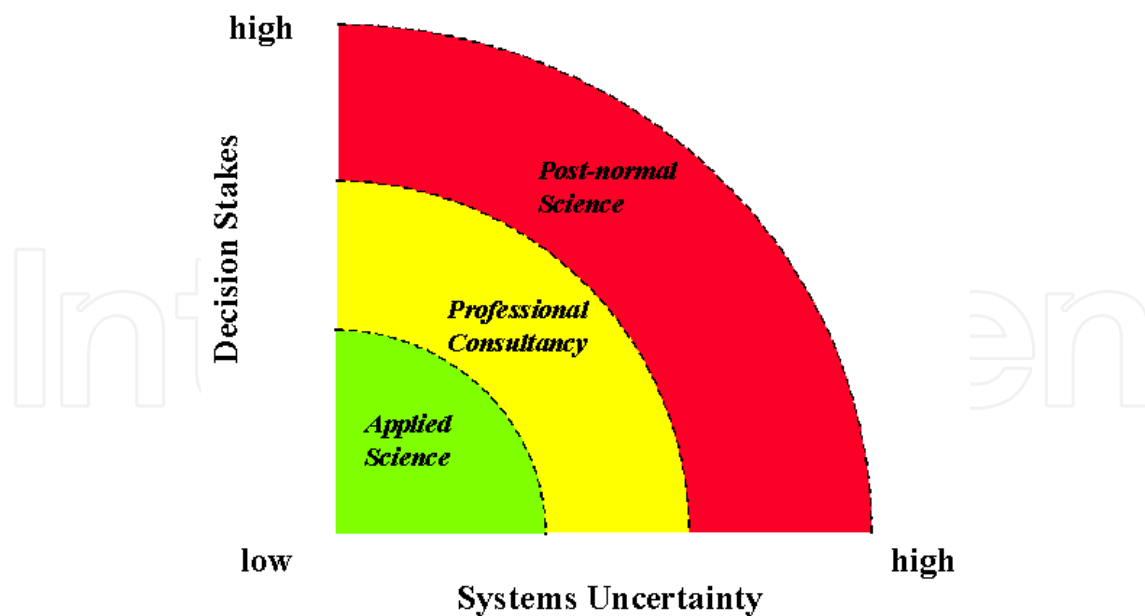 high
Decision Stakes
Post-normal
Science
Professional
Consultancy
Applied
Science
low
high
Systems Uncertainty